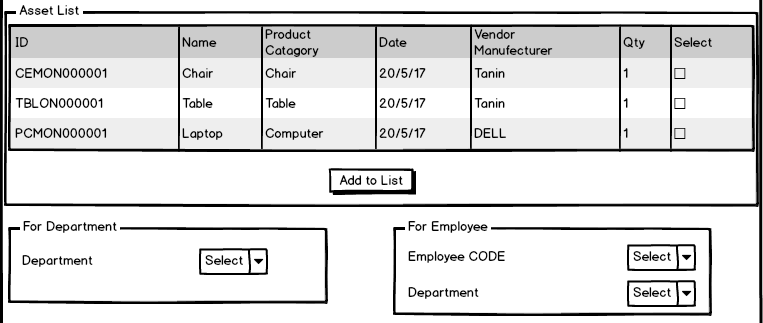 Asset List
ID Name Product Catagory Date Vendor Manufecturer Qty Select
CEMON000001 Chair Chair 20/5/17 Tanin 1
TBLON000001 Table Table 20/5/17 Tanin 1
PCMON000001 Laptop Computer 20/5/17 DELL 1
Add to List
For Department
Department Select
For Employee
Employee CODE Select
Department Select